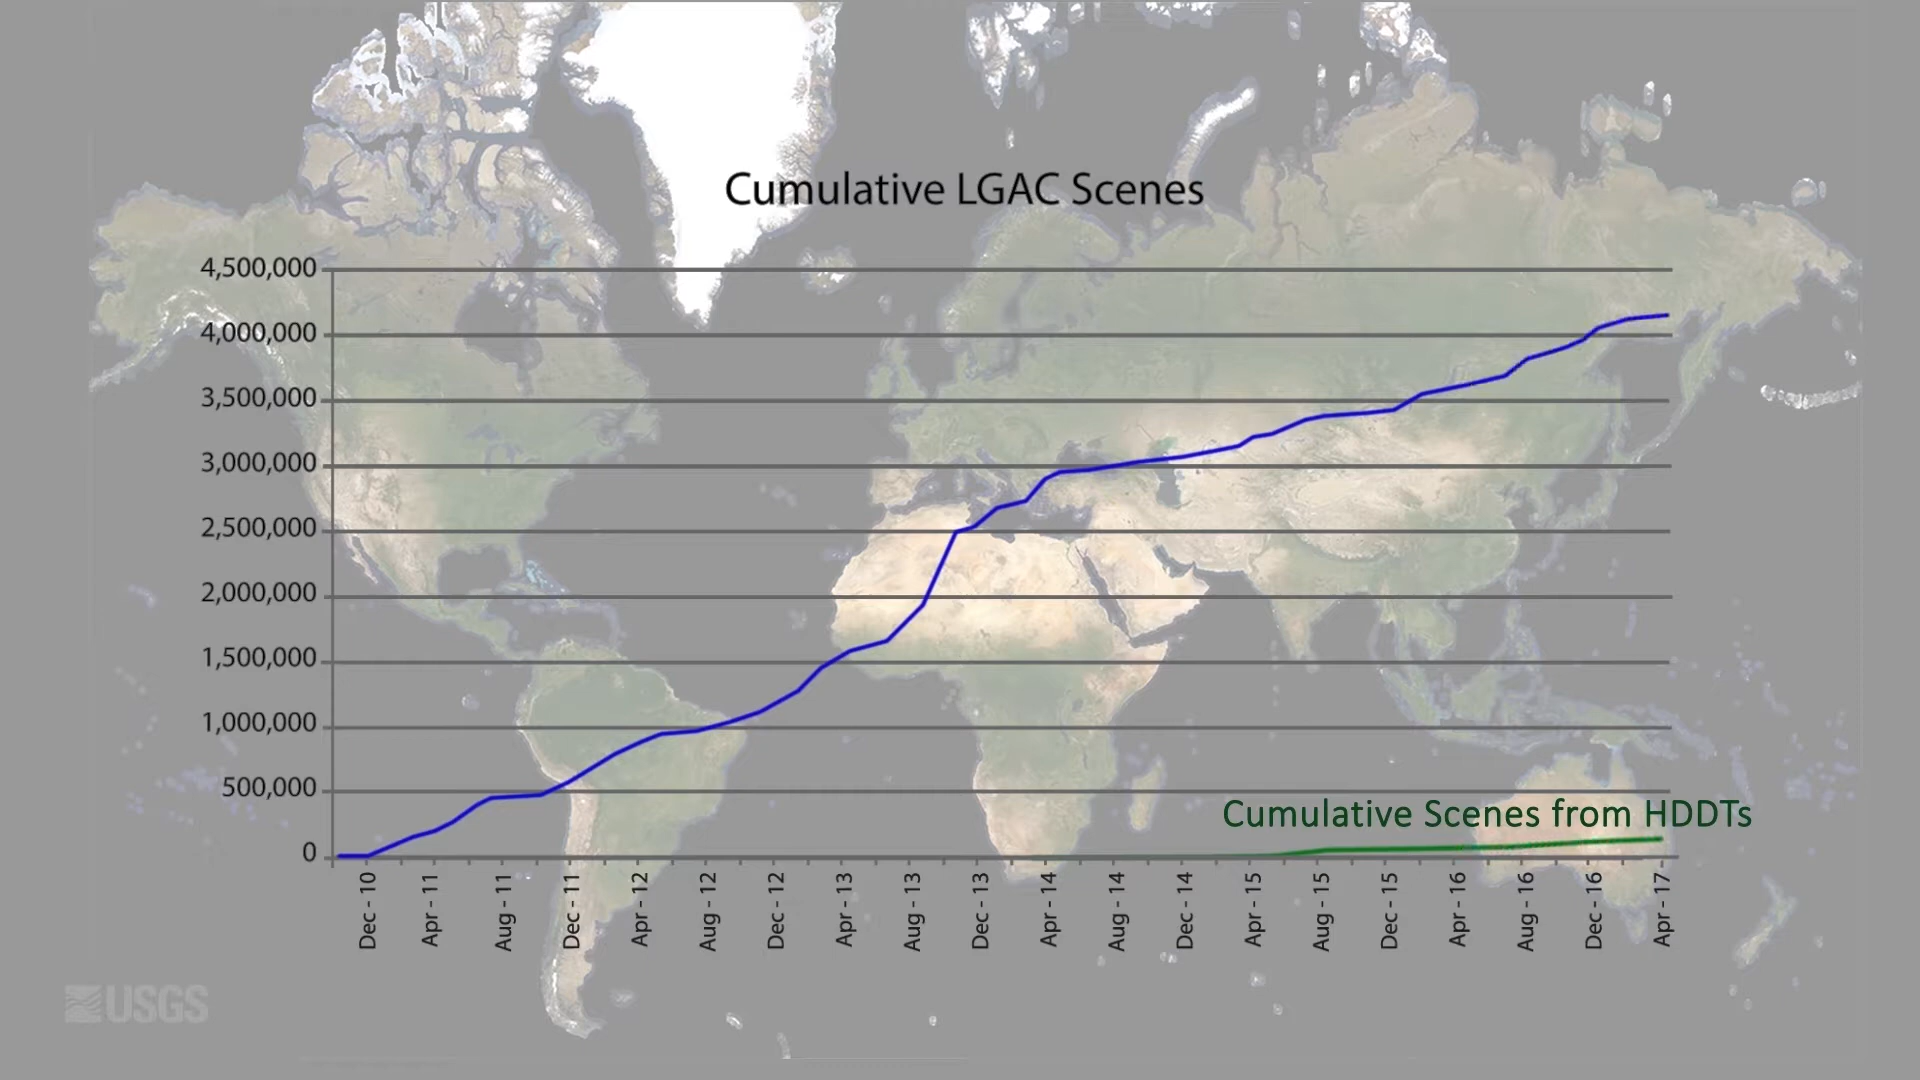 Cumulative LGAC Scenes
4,500,000
4,000,000
3,500,000
3,000,000
2,500,000
2,000,000
1,500,000
1,000,000
500,000
0
Cumulative Scenes from HDDTs
Dec - 10
Apr - 11
Aug - 11
Dec - 11
Apr - 12
Aug - 12
Dec - 12
Apr - 13
Aug - 13
Dec - 13
Apr - 14
Aug - 14
Dec - 14
Apr - 15
Aug - 15
Dec - 15
Apr - 16
Aug - 16
Dec - 16
Apr - 17
USGS